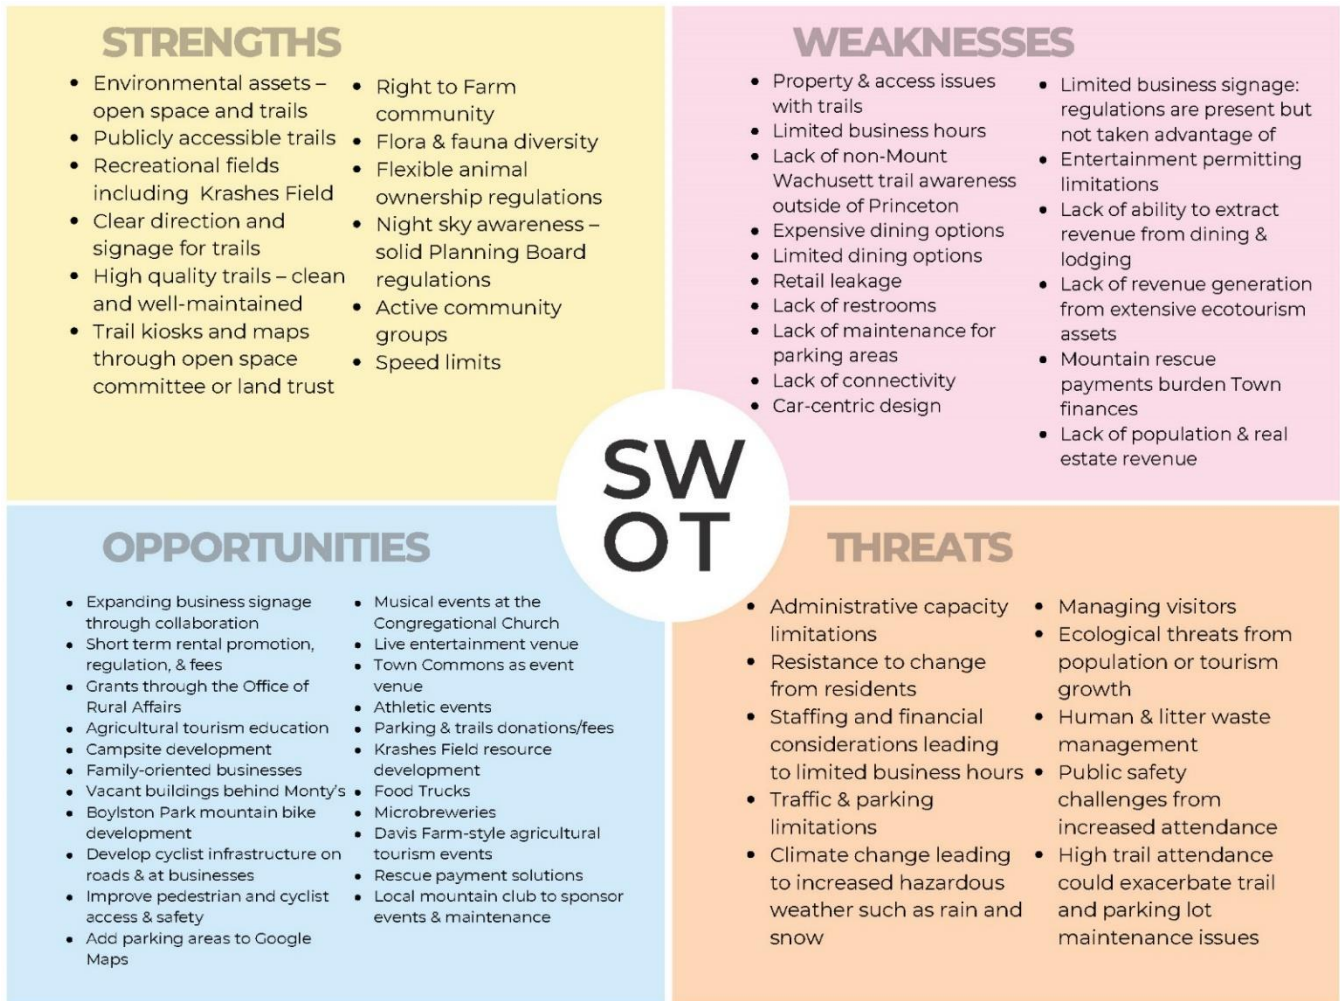 STRENGTHS
• Environmental assets –
open space and trails
• Publicly accessible trails
• Recreational fields
including Krashes Field
• Clear direction and
signage for trails
• High quality trails – clean
and well-maintained
• Trail kiosks and maps
through open space
committee or land trust
• Right to Farm
community
• Flora & fauna diversity
• Flexible animal
ownership regulations
• Night sky awareness –
solid Planning Board
regulations
• Active community
groups
• Speed limits
WEAKNESSES
• Property & access issues
with trails
• Limited business hours
• Lack of non-Mount
Wachusett trail awareness
outside of Princeton
• Expensive dining options
• Limited dining options
• Retail leakage
• Lack of restrooms
• Lack of maintenance for
parking areas
• Lack of connectivity
• Car-centric design
• Limited business signage:
regulations are present but
not taken advantage of
• Entertainment permitting
limitations
• Lack of ability to extract
revenue from dining &
lodging
• Lack of revenue generation
from extensive ecotourism
assets
• Mountain rescue
payments burden Town
finances
• Lack of population & real
estate revenue
SW
OT
OPPORTUNITIES
• Expanding business signage
through collaboration
• Short term rental promotion,
regulation, & fees
• Grants through the Office of
Rural Affairs
• Agricultural tourism education
• Campsite development
• Family-oriented businesses
• Vacant buildings behind Monty's
• Boylston Park mountain bike
development
• Develop cyclist infrastructure on
roads & at businesses
• Improve pedestrian and cyclist
access & safety
• Add parking areas to Google
Maps
• Musical events at the
Congregational Church
• Live entertainment venue
• Town Commons as event
venue
• Athletic events
• Parking & trails donations/fees
• Krashes Field resource
development
• Food Trucks
• Microbreweries
• Davis Farm-style agricultural
tourism events
• Rescue payment solutions
• Local mountain club to sponsor
events & maintenance
THREATS
• Administrative capacity
limitations
• Resistance to change
from residents
• Staffing and financial
considerations leading
to limited business hours
• Traffic & parking
limitations
• Climate change leading
to increased hazardous
weather such as rain and
snow
• Managing visitors
• Ecological threats from
population or tourism
growth
• Human & litter waste
management
• Public safety
challenges from
increased attendance
• High trail attendance
could exacerbate trail
and parking lot
maintenance issues